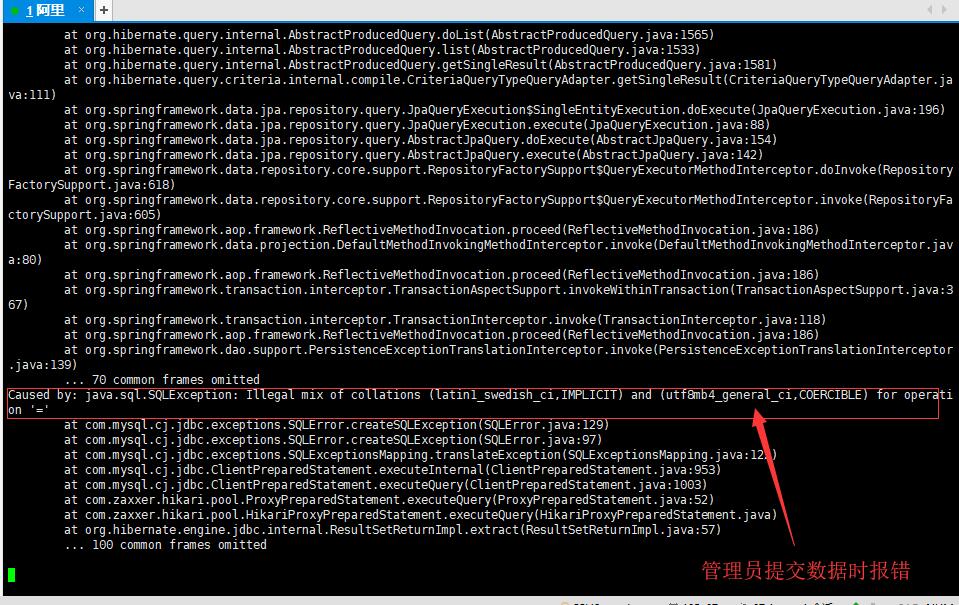 1 阿里 × +
at org.hibernate.query.internal.AbstractProducedQuery.doList(AbstractProducedQuery.java:1565)
at org.hibernate.query.internal.AbstractProducedQuery.list(AbstractProducedQuery.java:1533)
at org.hibernate.query.internal.AbstractProducedQuery.getSingleResult(AbstractProducedQuery.java:1581)
at org.hibernate.query.criteria.internal.compile.CriteriaQueryTypeQueryAdapter.getSingleResult(CriteriaQueryTypeQueryAdapter.ja
va:111)
at org.springframework.data.jpa.repository.query.JpaQueryExecution$SingleEntityExecution.doExecute(JpaQueryExecution.java:196)
at org.springframework.data.jpa.repository.query.JpaQueryExecution.execute(JpaQueryExecution.java:88)
at org.springframework.data.jpa.repository.query.AbstractJpaQuery.doExecute(AbstractJpaQuery.java:154)
at org.springframework.data.jpa.repository.query.AbstractJpaQuery.execute(AbstractJpaQuery.java:142)
at org.springframework.data.repository.core.support.RepositoryFactorySupport$QueryExecutorMethodInterceptor.doInvoke(Repository
FactorySupport.java:618)
at org.springframework.data.repository.core.support.RepositoryFactorySupport$QueryExecutorMethodInterceptor.invoke(RepositoryFa
ctorySupport.java:605)
at org.springframework.aop.framework.ReflectiveMethodInvocation.proceed(ReflectiveMethodInvocation.java:186)
at org.springframework.data.projection.DefaultMethodInvokingMethodInterceptor.invoke(DefaultMethodInvokingMethodInterceptor.jav
a:80)
at org.springframework.aop.framework.ReflectiveMethodInvocation.proceed(ReflectiveMethodInvocation.java:186)
at org.springframework.transaction.interceptor.TransactionAspectSupport.invokeWithinTransaction(TransactionAspectSupport.java:3
67)
at org.springframework.transaction.interceptor.TransactionInterceptor.invoke(TransactionInterceptor.java:118)
at org.springframework.aop.framework.ReflectiveMethodInvocation.proceed(ReflectiveMethodInvocation.java:186)
at org.springframework.dao.support.PersistenceExceptionTranslationInterceptor.invoke(PersistenceExceptionTranslationInterceptor
.java:139)
... 70 common frames omitted
Caused by: java.sql.SQLException: Illegal mix of collations (latin1_swedish_ci,IMPLICIT) and (utf8mb4_general_ci,COERCIBLE) for operati
on '='
at com.mysql.cj.jdbc.exceptions.SQLError.createSQLException(SQLError.java:129)
at com.mysql.cj.jdbc.exceptions.SQLError.createSQLException(SQLError.java:97)
at com.mysql.cj.jdbc.exceptions.SQLExceptionsMapping.translateException(SQLExceptionsMapping.java:122)
at com.mysql.cj.jdbc.ClientPreparedStatement.executeInternal(ClientPreparedStatement.java:953)
at com.mysql.cj.jdbc.ClientPreparedStatement.executeQuery(ClientPreparedStatement.java:1003)
at com.zaxxer.hikari.pool.ProxyPreparedStatement.executeQuery(ProxyPreparedStatement.java:52)
at com.zaxxer.hikari.pool.HikariProxyPreparedStatement.executeQuery(HikariProxyPreparedStatement.java)
at org.hibernate.engine.jdbc.internal.ResultSetReturnImpl.extract(ResultSetReturnImpl.java:57)
... 100 common frames omitted
管理员提交数据时报错